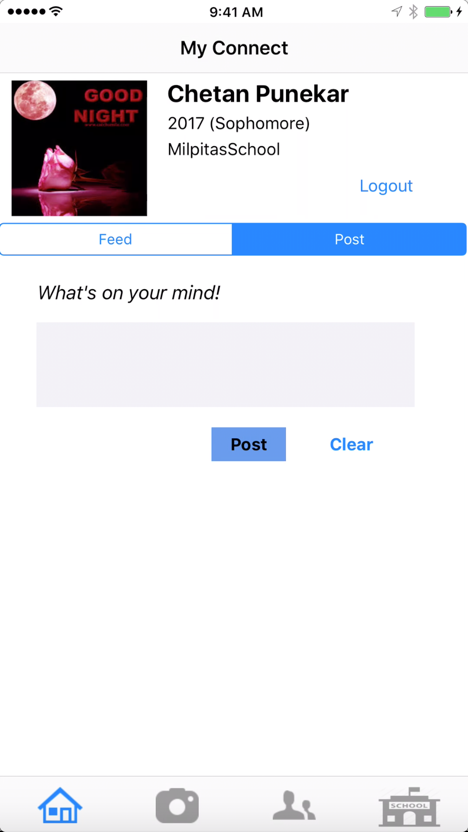 9:41 AM
My Connect
GOOD
NIGHT
Chetan Punekar
2017 (Sophomore)
MilpitasSchool
Logout
Feed
Post
What's on your mind!
Post
Clear
SCHOOL